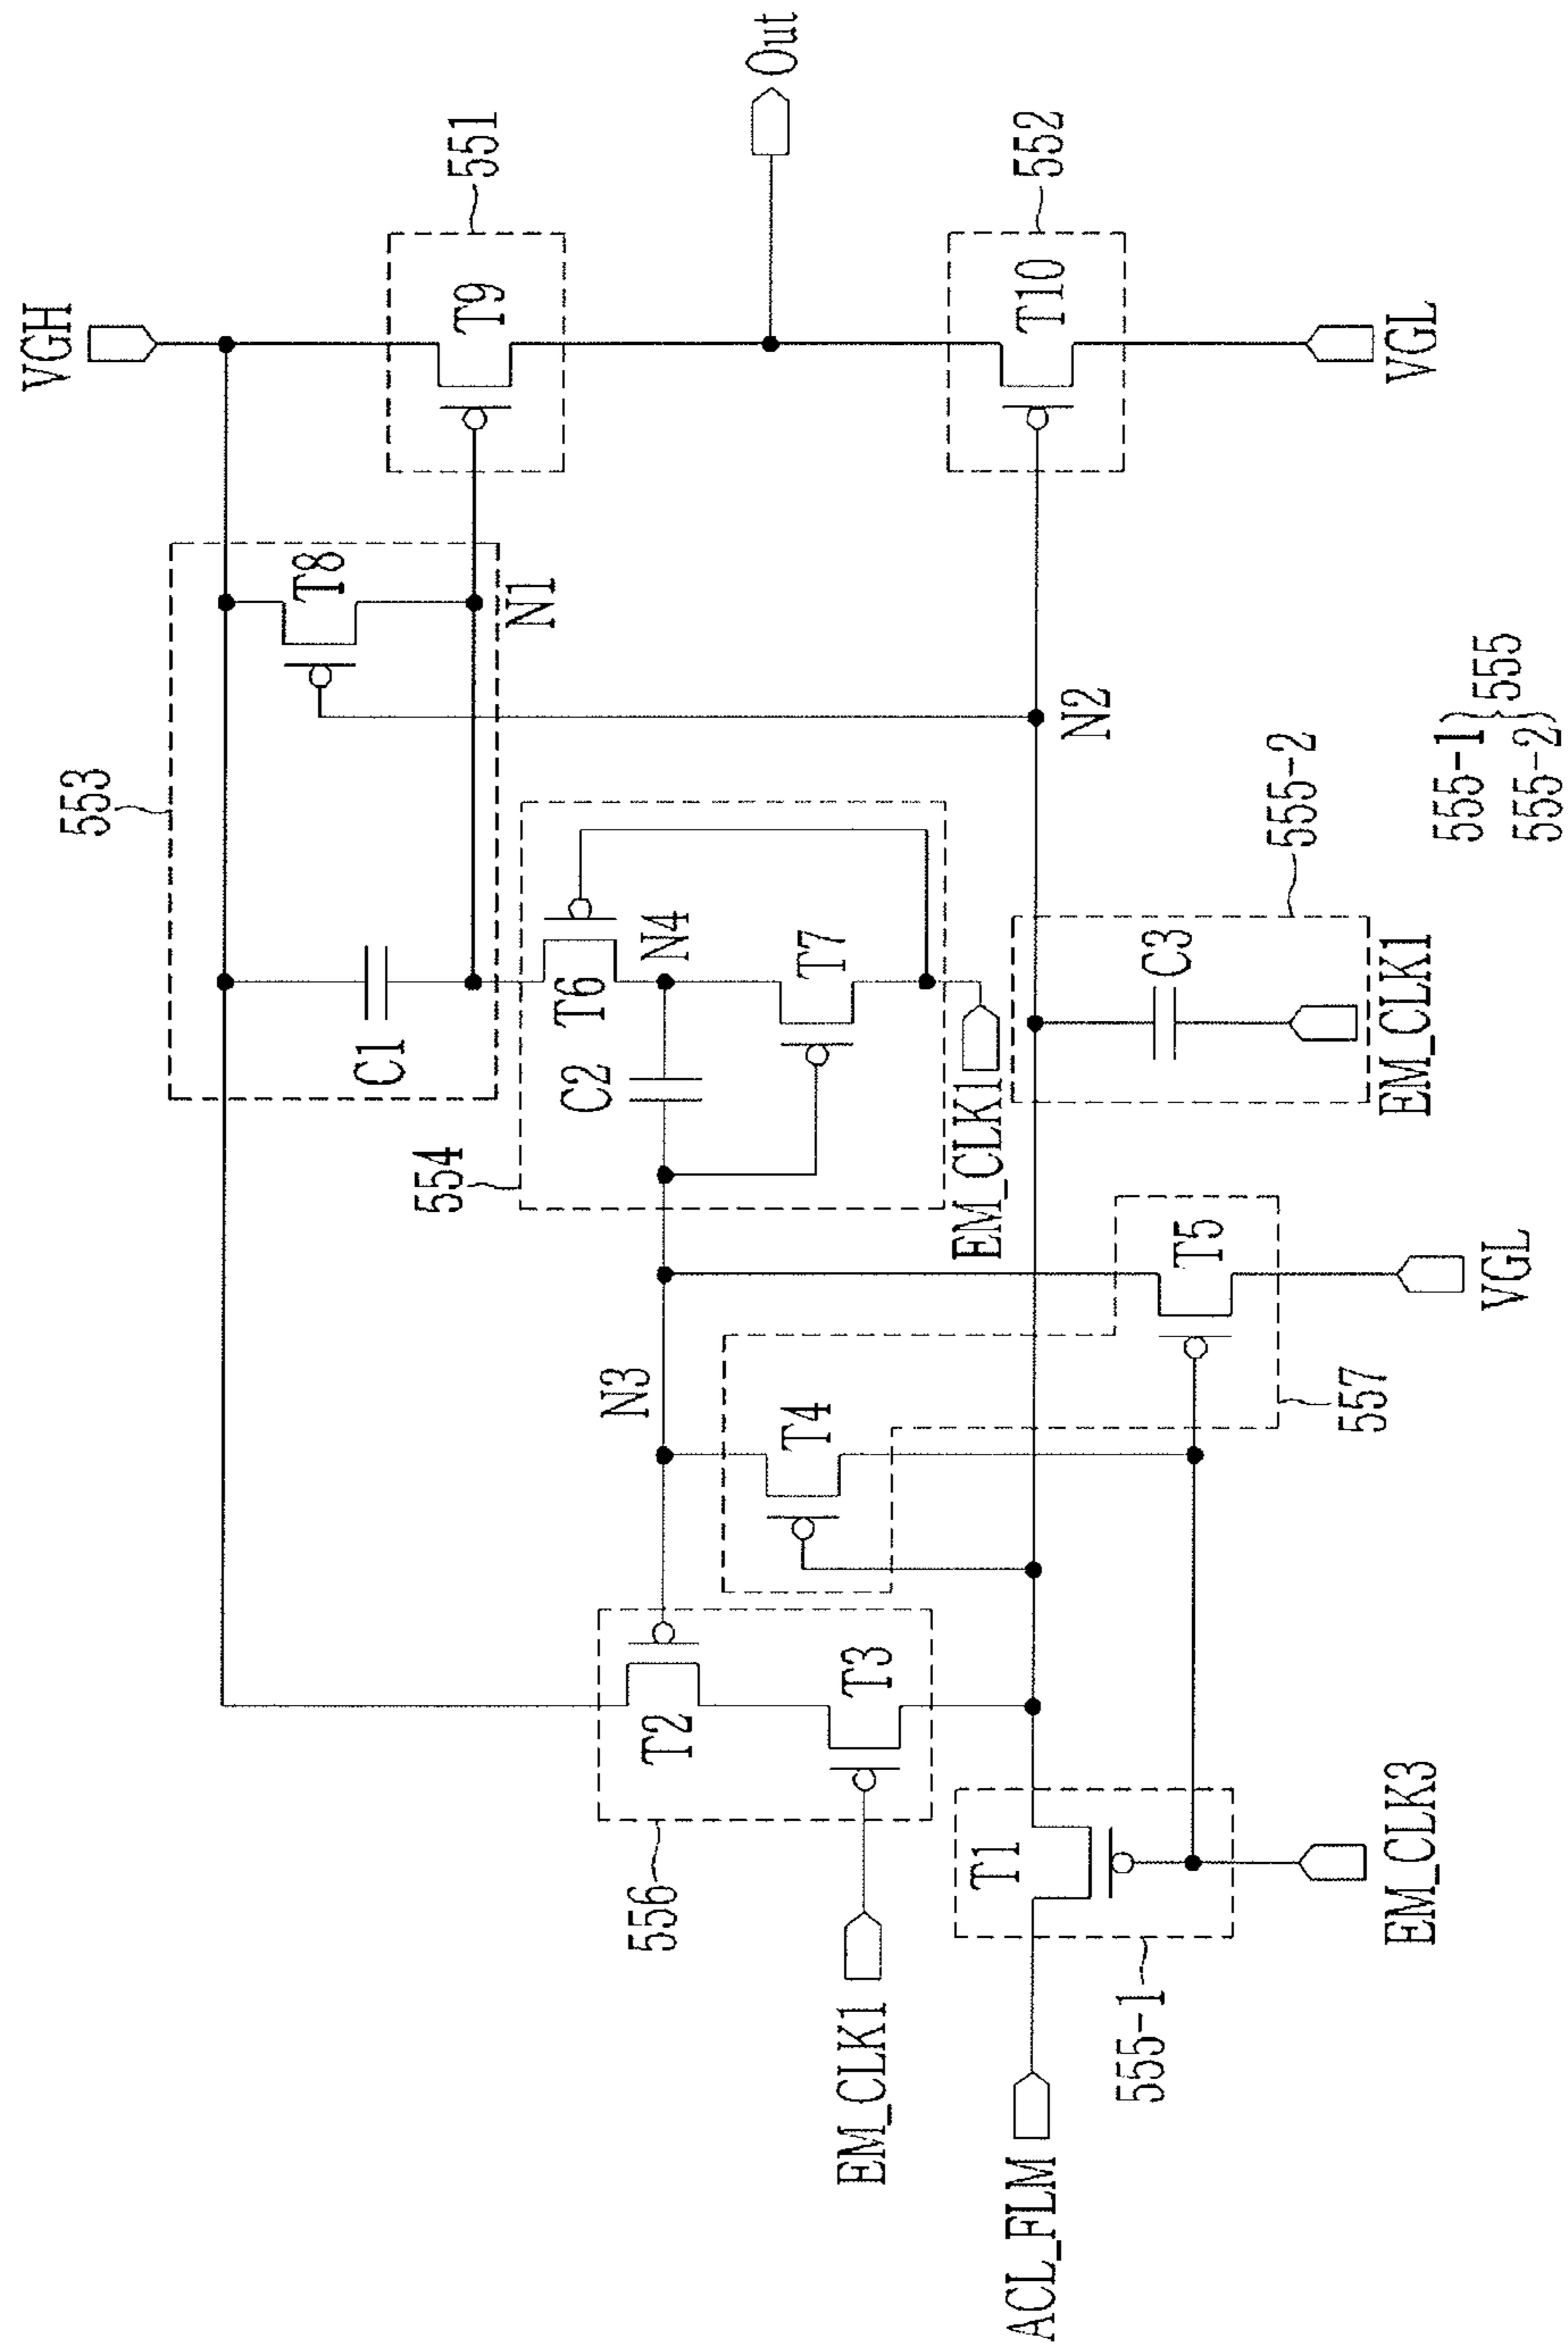 VGH
553
T8
T9
551
C1
N1
Out
554
T6
N4
C2
T7
EM_CLK1
N3
T2
556
T3
T4
T10
552
N2
EM_CLK1
ACL_FLM
T1
555-1
T5
557
C3
555-2
EM_CLK1
VGL
VGL
EM_CLK3
555-1
555-2
555